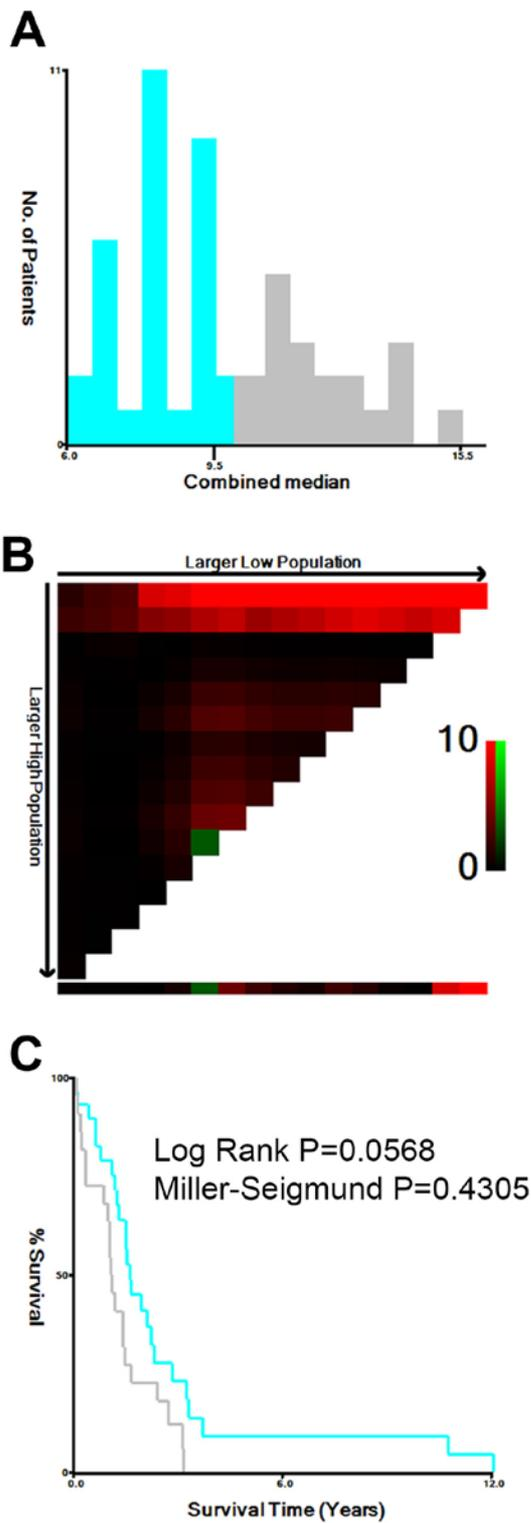 A
11
No. of Patients
0
6.0
9.5
15.5
Combined median
B
Larger Low Population
Larger High Population
10
0
C
100
Log Rank P=0.0568
Miller-Seigmund P=0.4305
% Survival
50
0
0.0
6.0
12.0
Survival Time (Years)